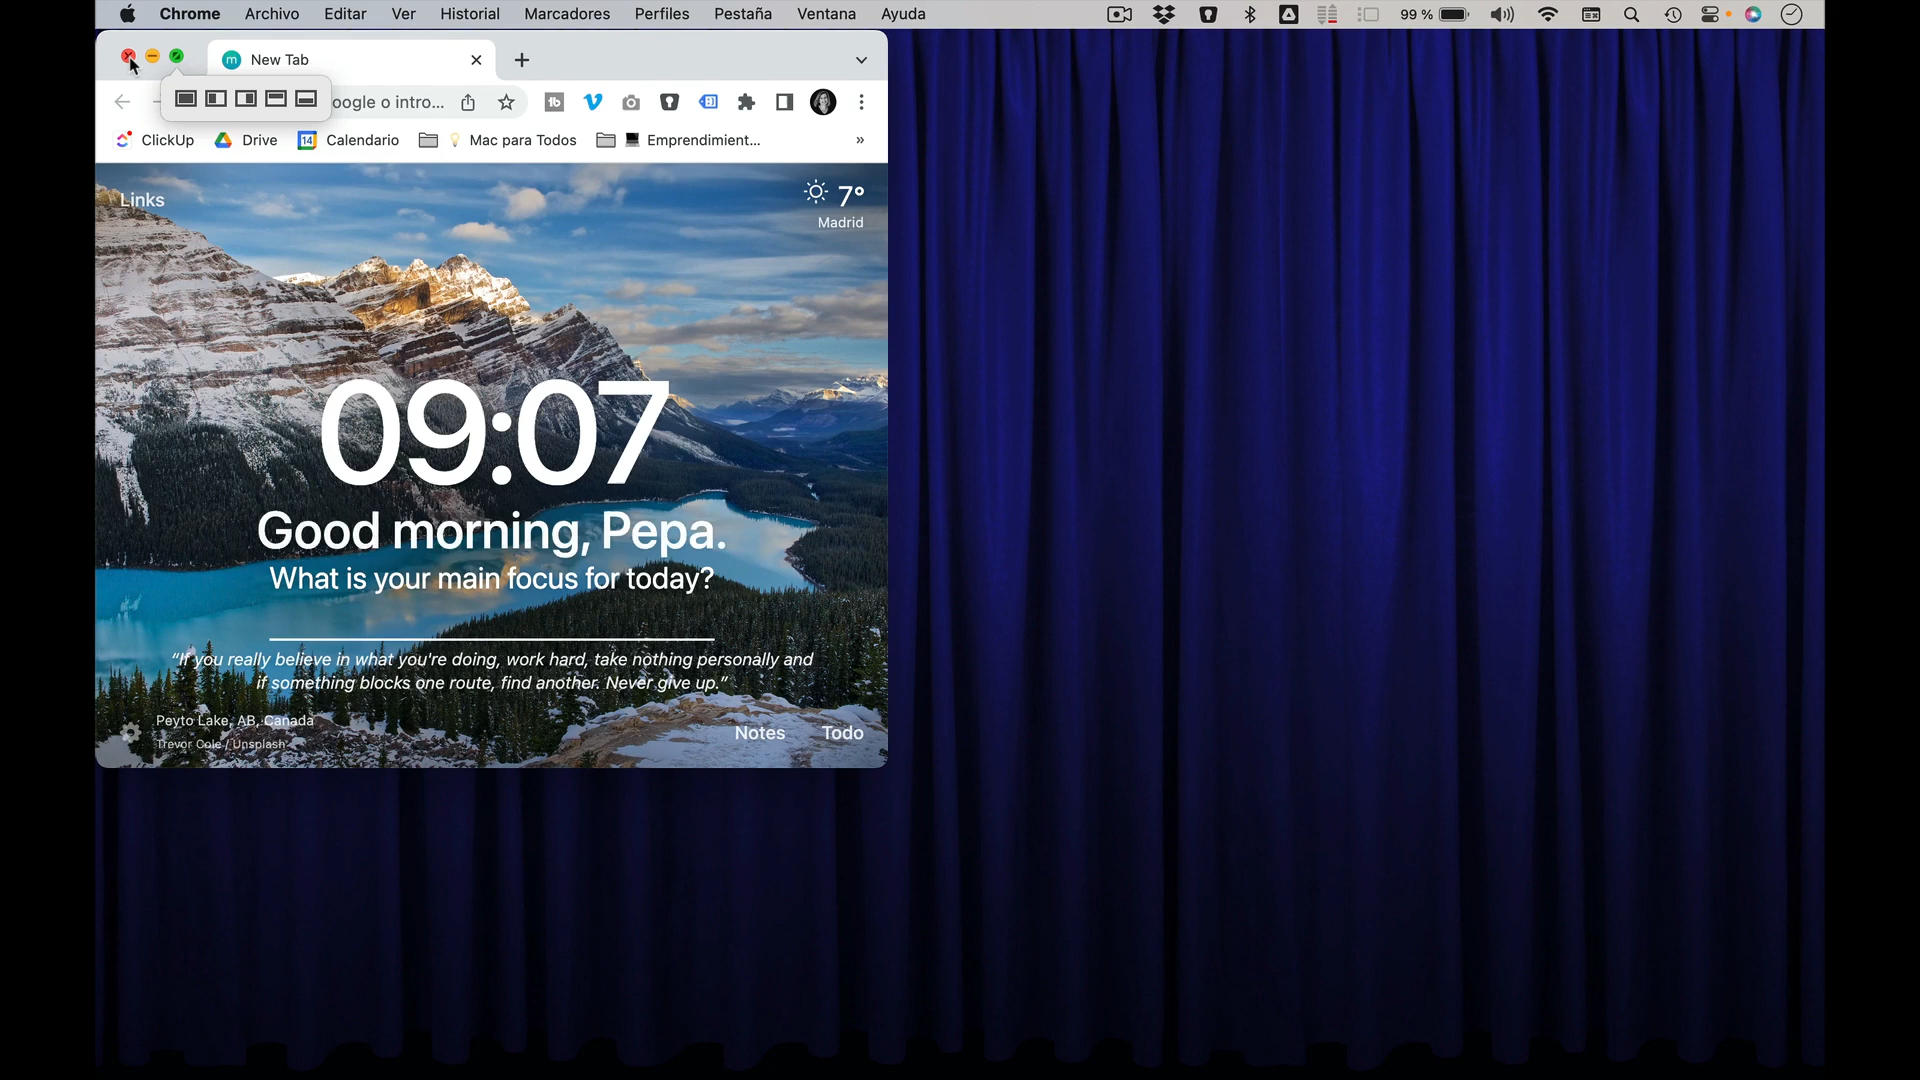 Chrome Archivo Editar Ver Historial Marcadores Perfiles Pestaña Ventana Ayuda 99 %
New Tab
oogle o intro...
ClickUp Drive 14 Calendario Mac para Todos Emprendimient... »
Links
7°
Madrid
09:07
Good morning, Pepa.
What is your main focus for today?
“If you really believe in what you're doing, work hard, take nothing personally and
if something blocks one route, find another. Never give up.”
Peyto Lake, AB, Canada
Trevor Cole / Unsplash
Notes Todo